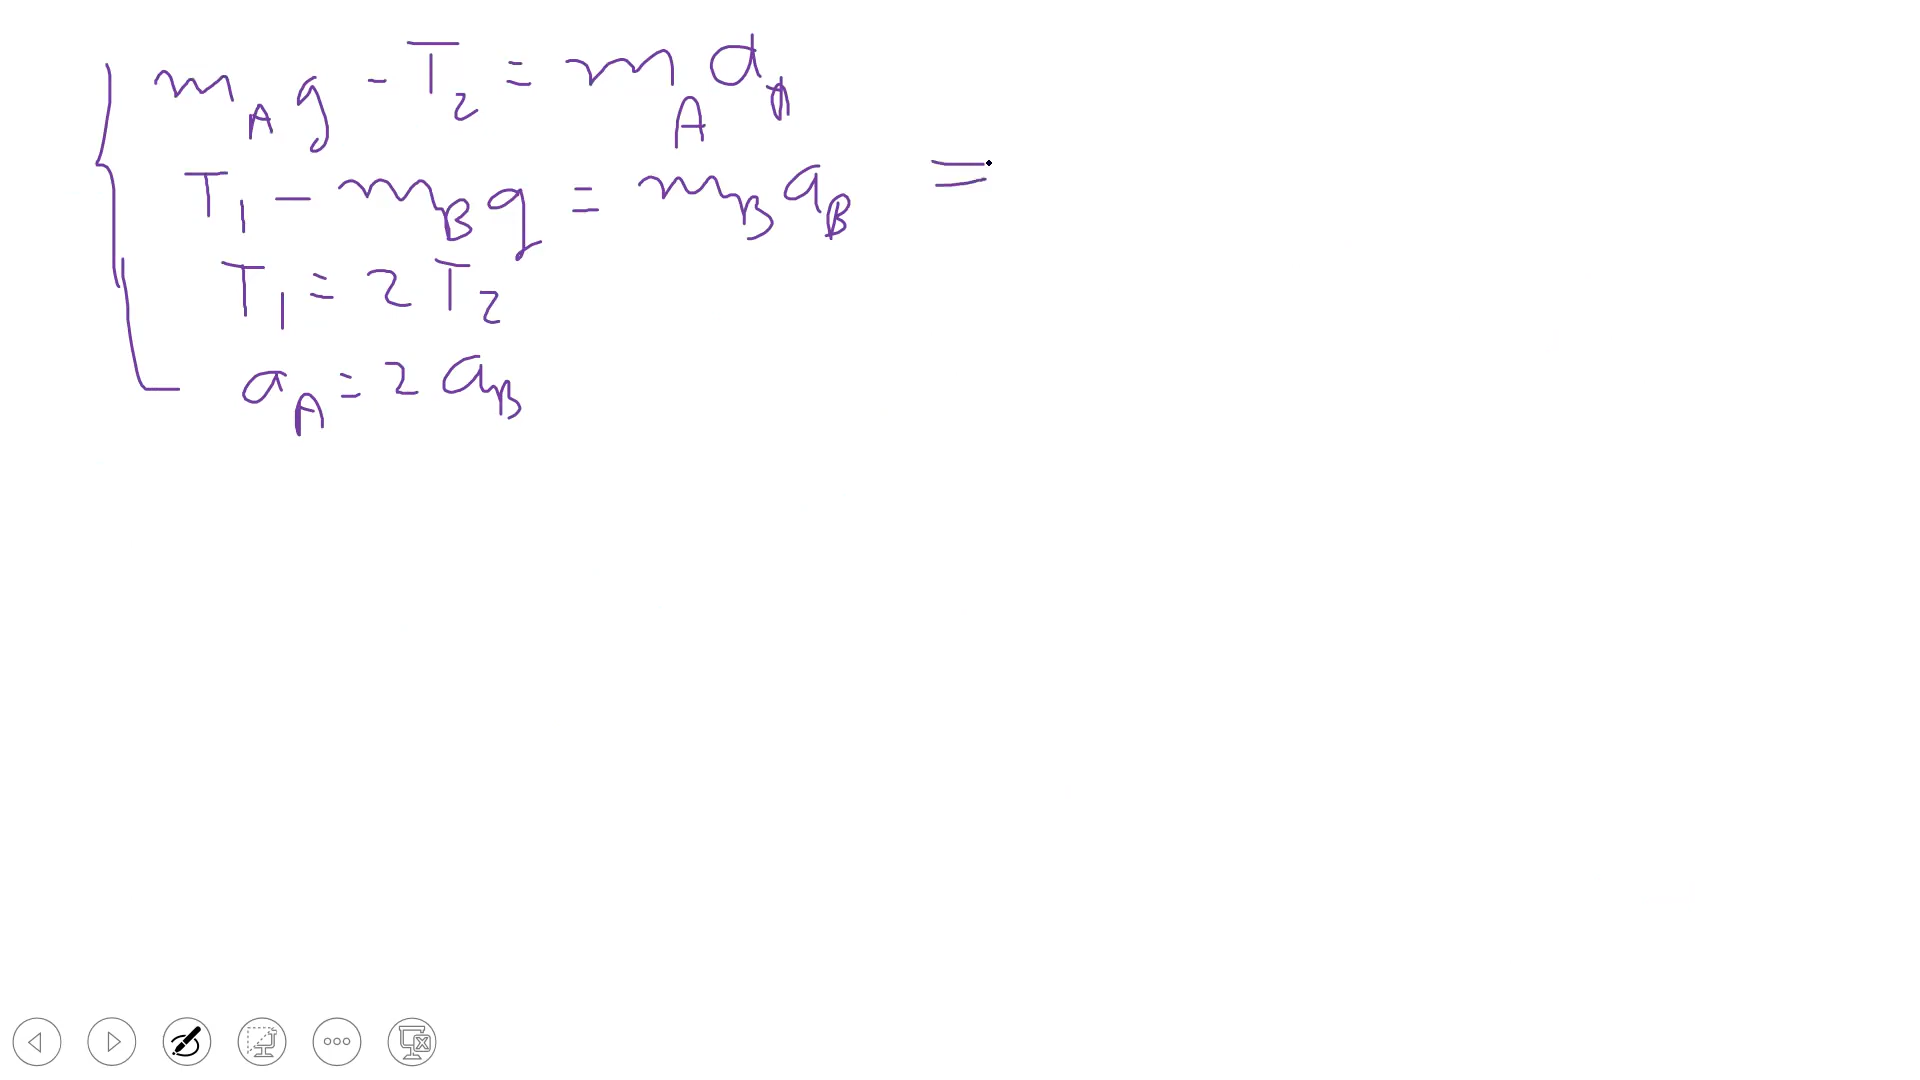 m_A g - T_2 = m_A a_A
T_1 - m_B g = m_B a_B =
T_1 = 2 T_2
a_A = 2 a_B